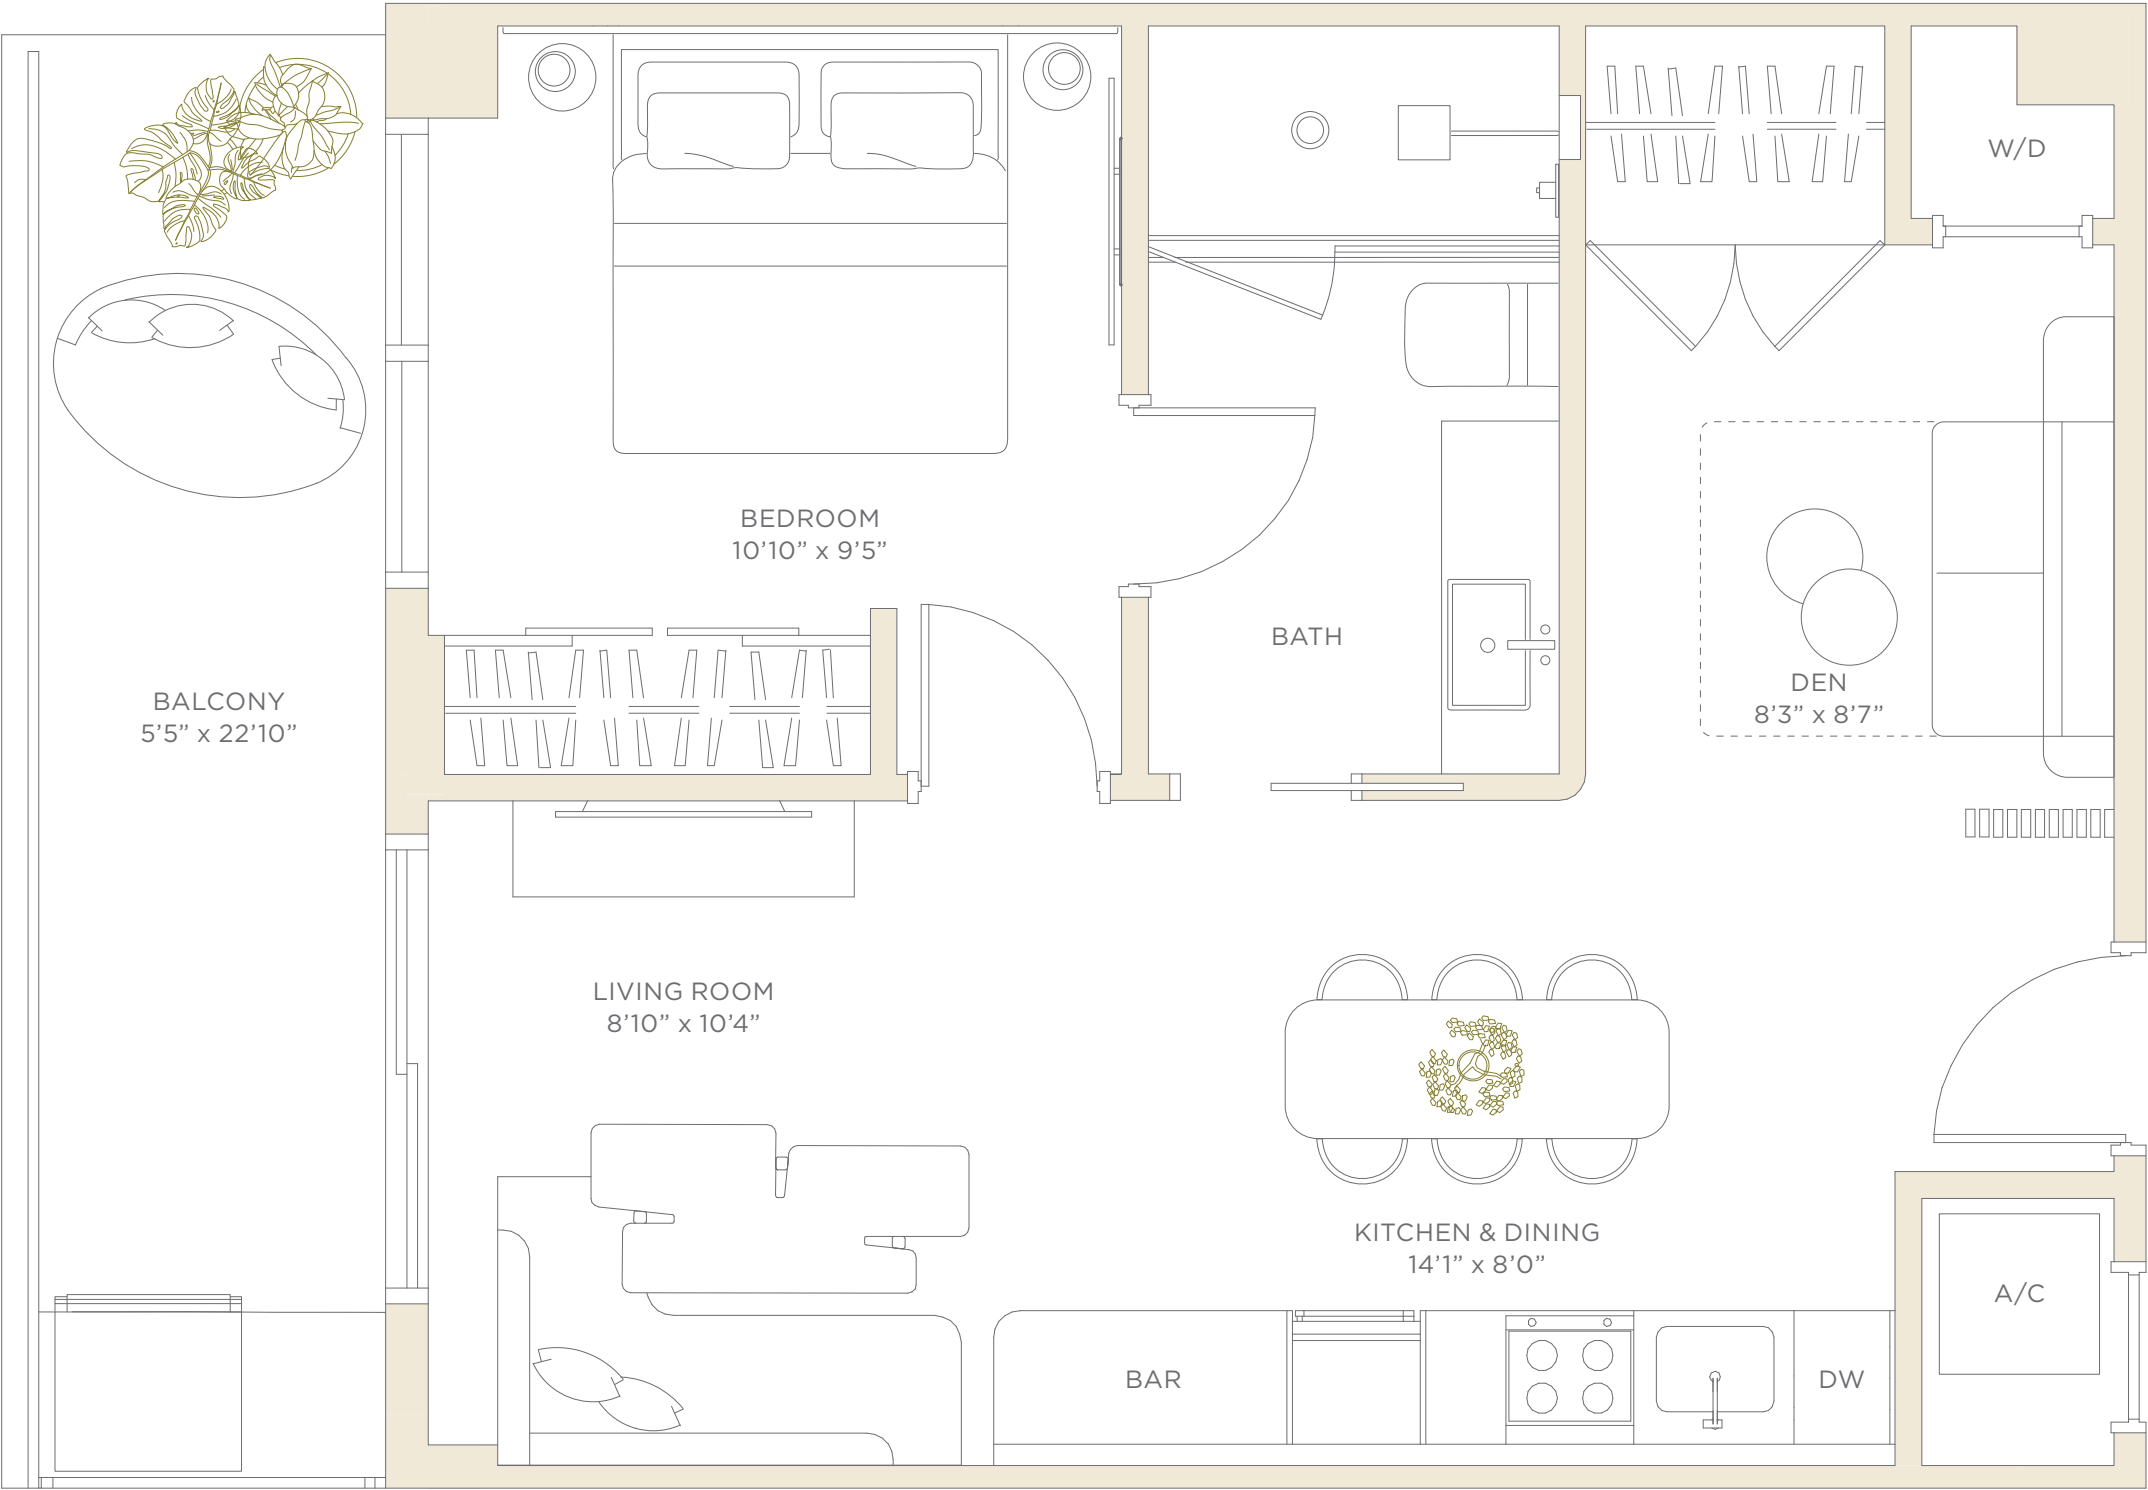 W/D
BEDROOM
10’10” x 9’5”
BATH
DEN
8’3” x 8’7”
BALCONY
5’5” x 22’10”
LIVING ROOM
8’10” x 10’4”
KITCHEN & DINING
14’1” x 8’0”
A/C
BAR
DW